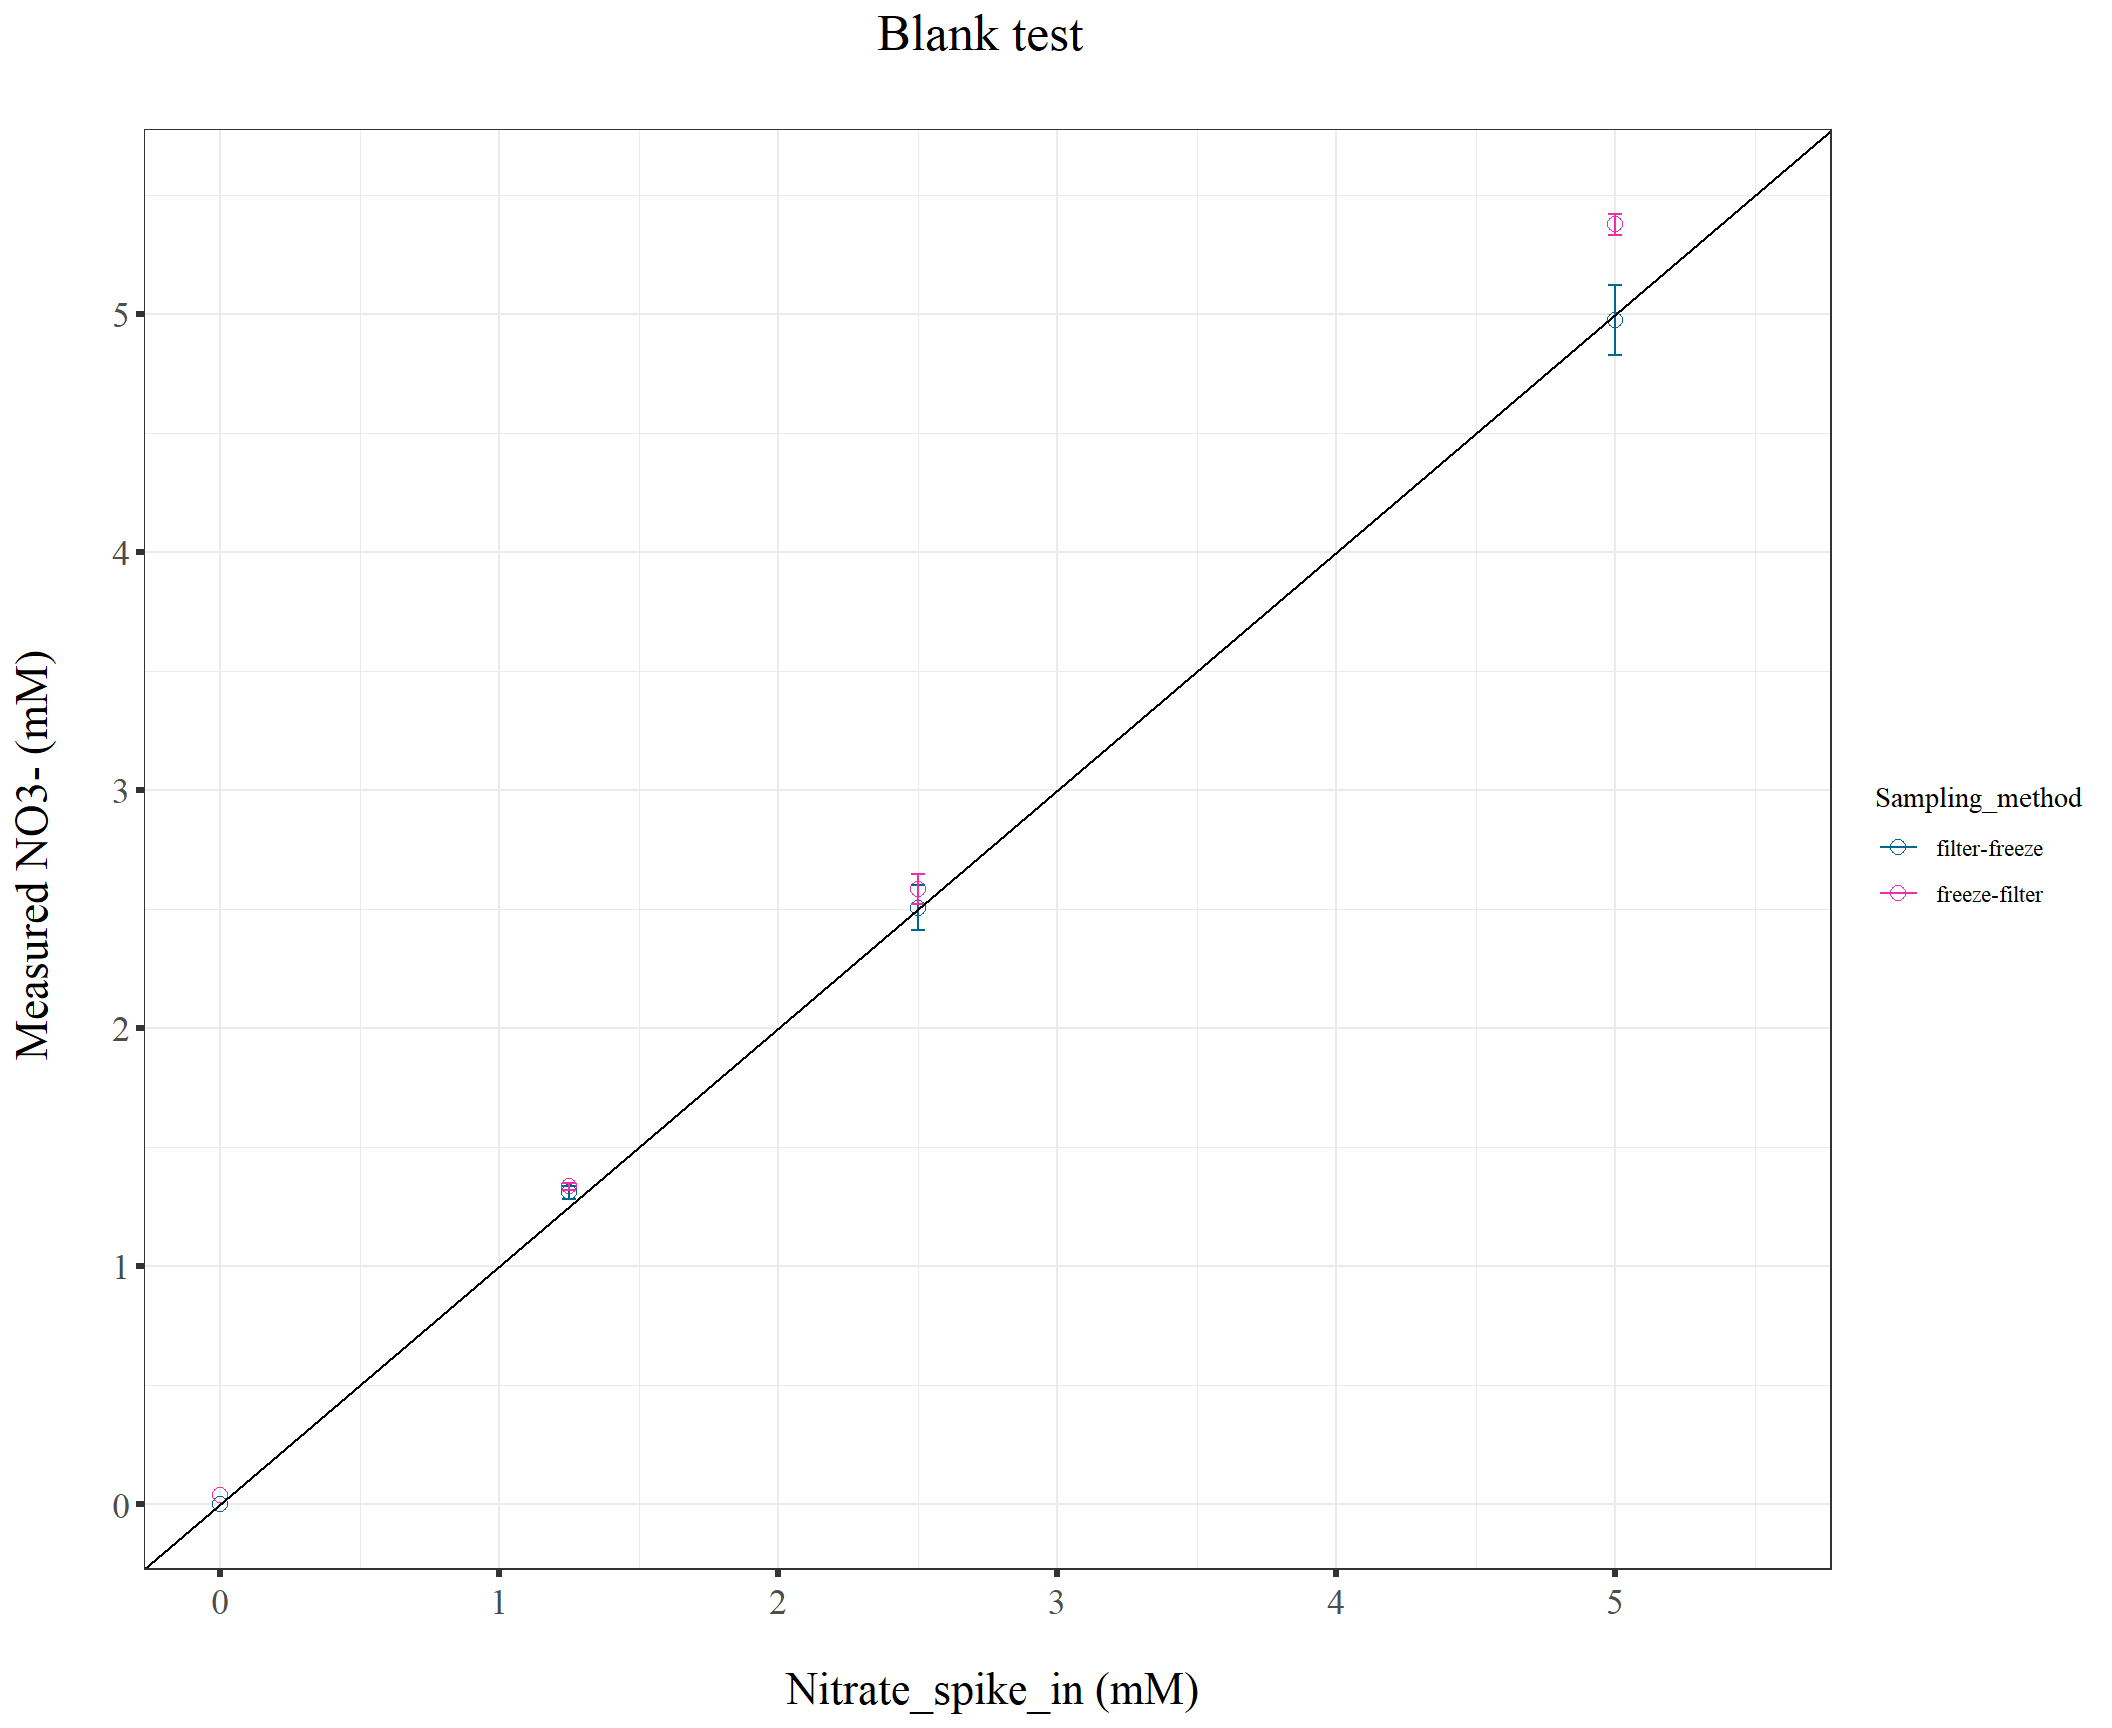 Blank test
Measured NO3- (mM)
5
4
3
2
1
0
0 1 2 3 4 5
Nitrate_spike_in (mM)
Sampling_method
filter-freeze
freeze-filter